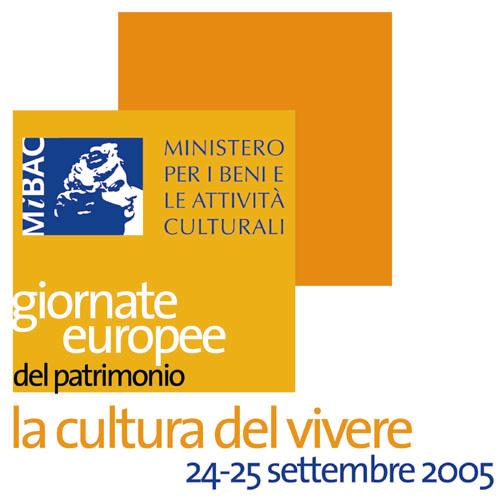 MiBAC
MINISTERO
PER I BENI E
LE ATTIVITÀ
CULTURALI
giornate
europee
del patrimonio
la cultura del vivere
24-25 settembre 2005